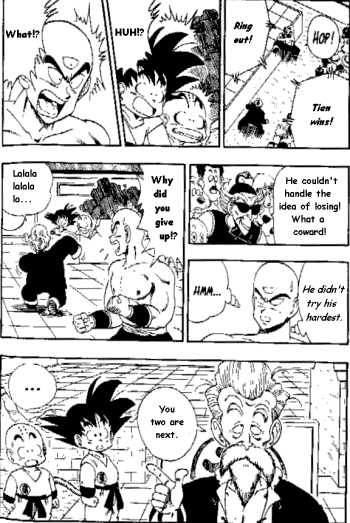 HOP!
Ring
out!
Tien
wins!
HUH!?
What!?
He couldn't
handle the
idea of losing!
What a
coward!
He didn't
try his
hardest.
HMM...
Why
did
you
give
up!?
Lalala
lalala
la...
You
two are
next.
...